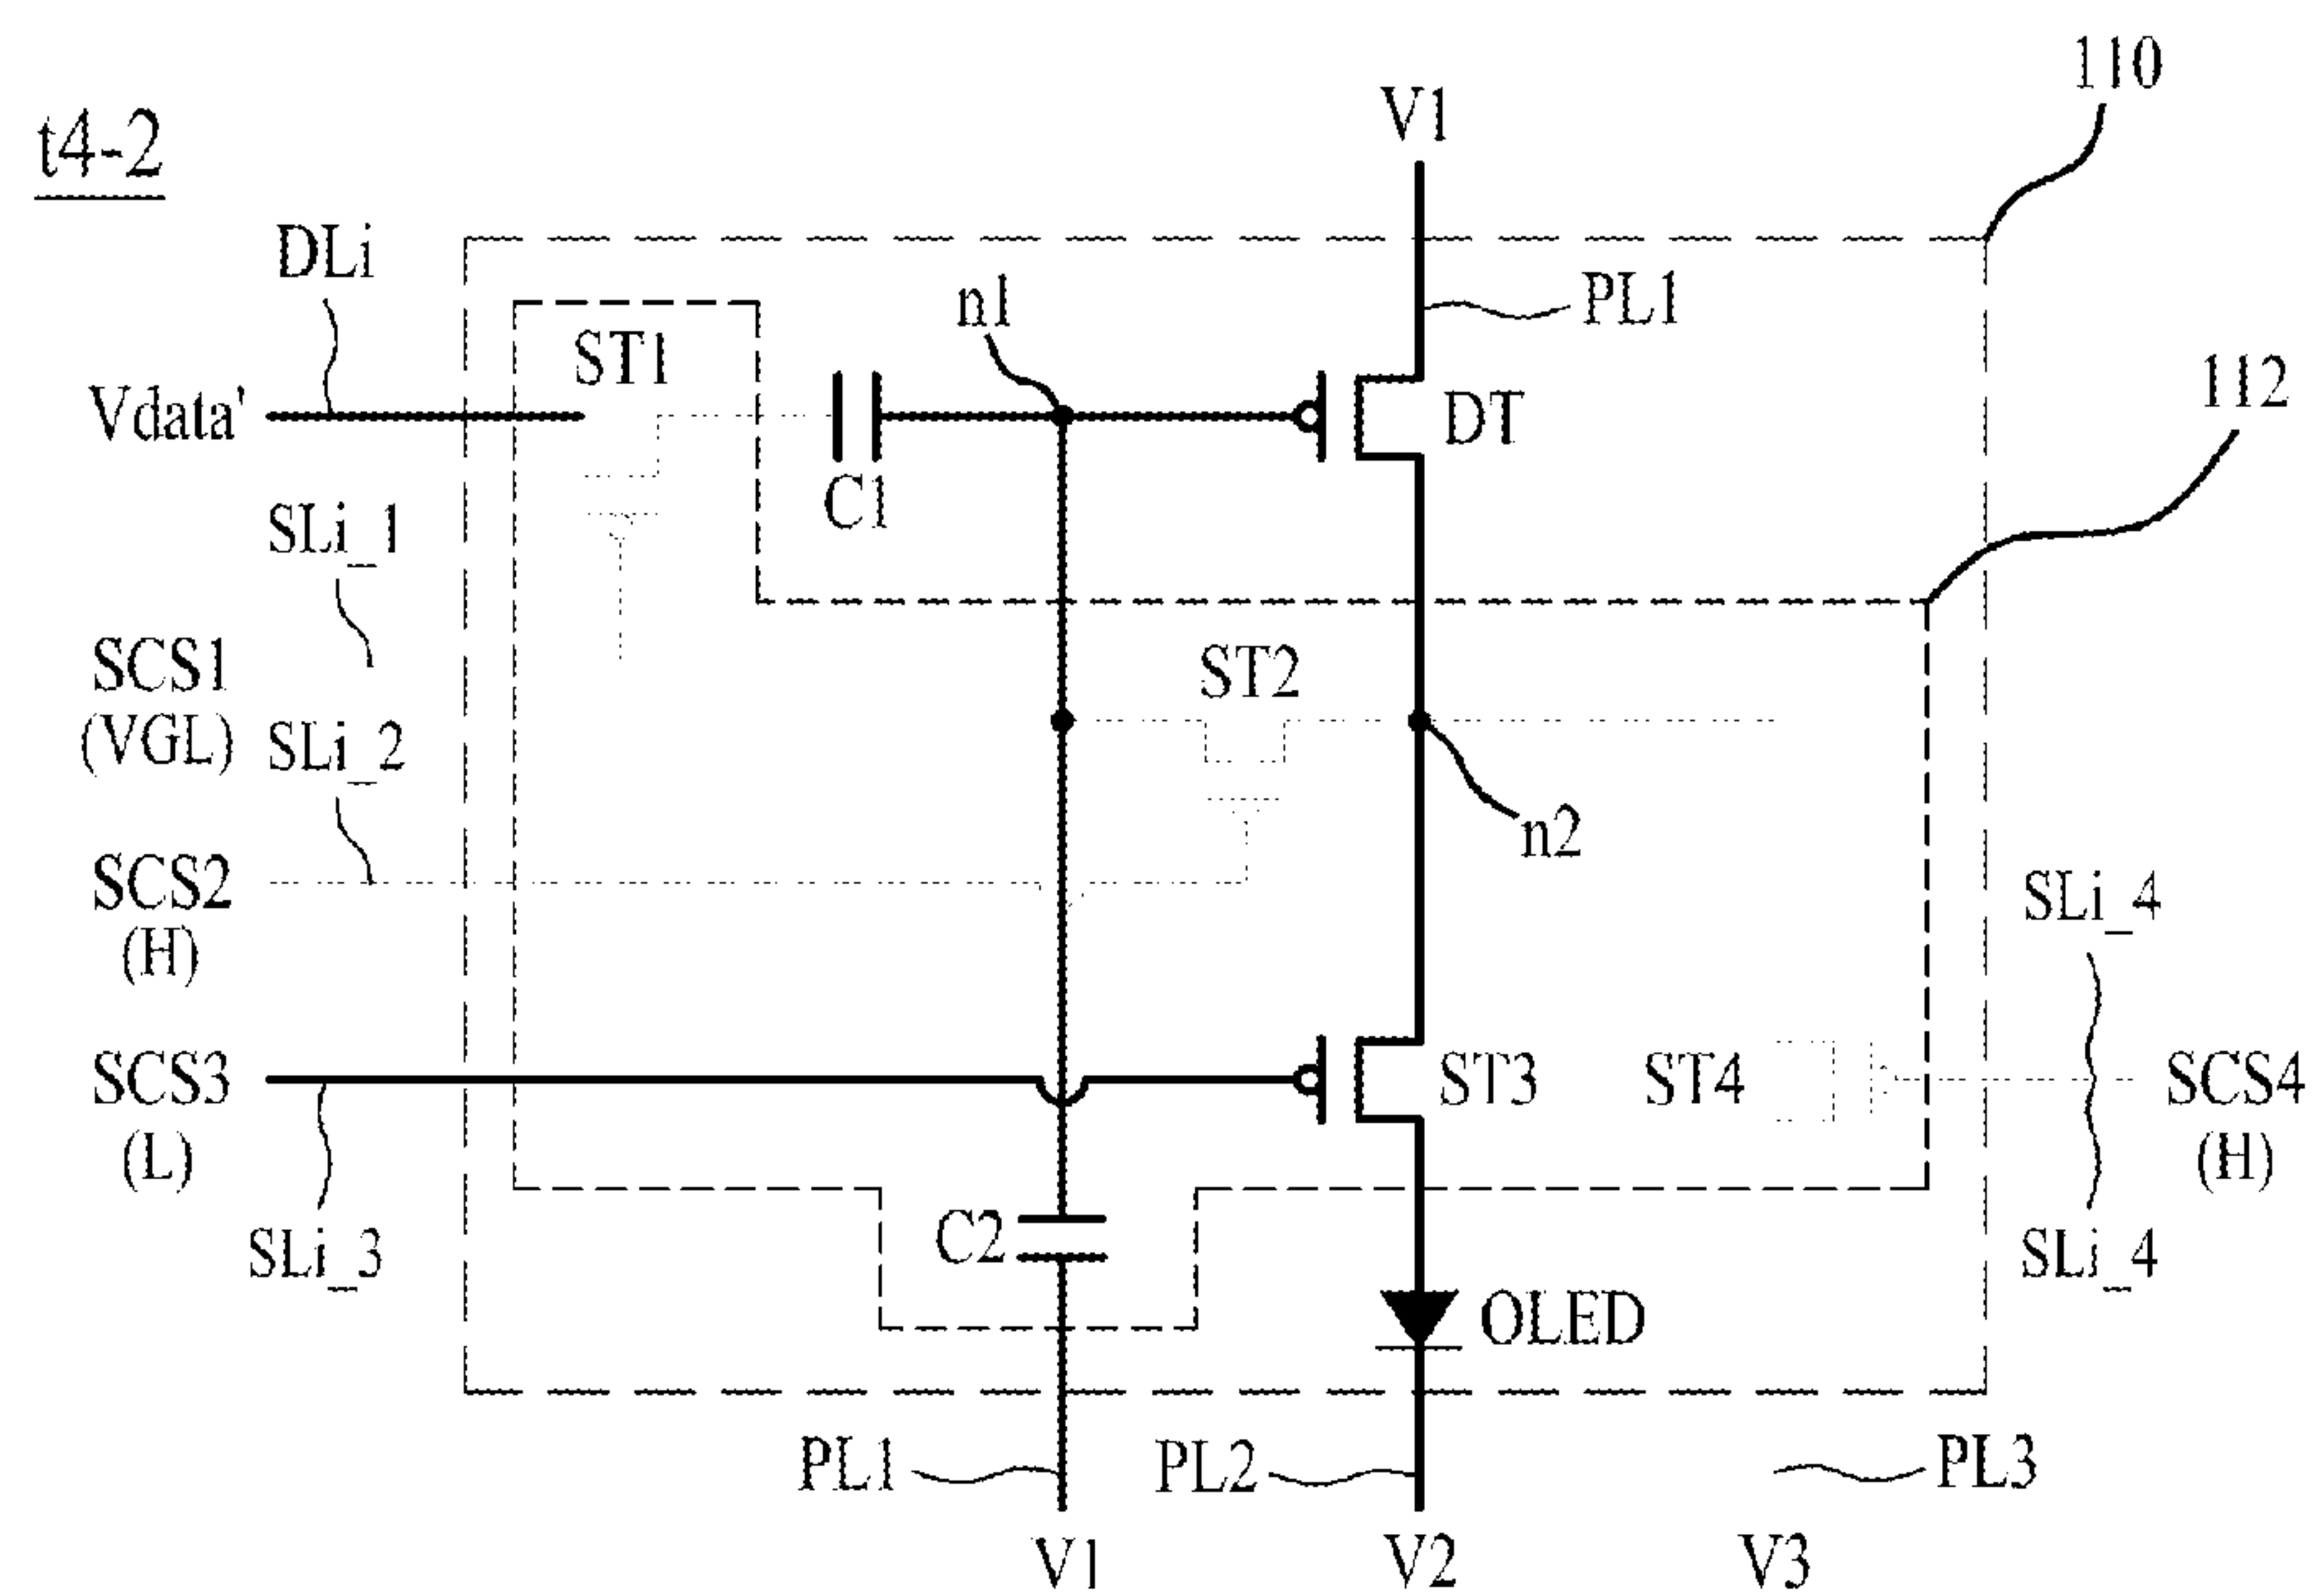 110
V1
t4-2
DLi
n1
PL1
ST1
112
Vdata'
DT
C1
SLi_1
SCS1
(VGL)
ST2
SLi_2
n2
SCS2
(H)
SLi_4
SCS3
(L)
ST3
ST4
SCS4
(H)
C2
SLi_3
SLi_4
OLED
PL1
PL2
PL3
V1
V2
V3